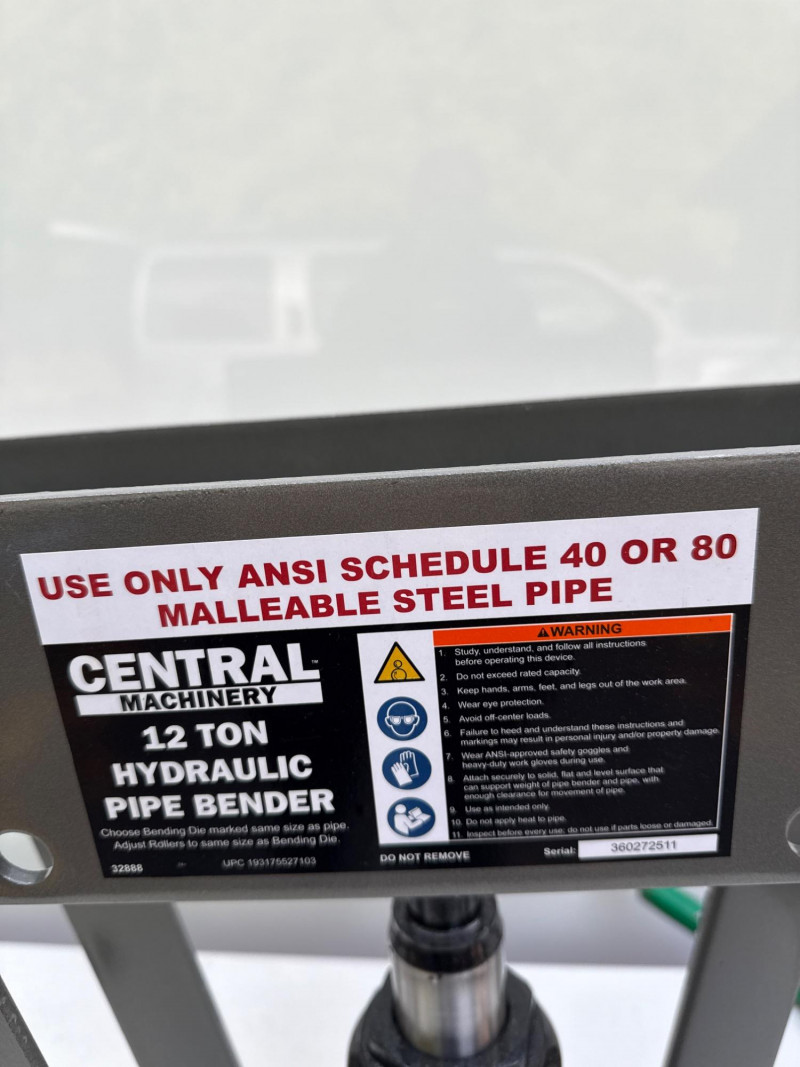 USE ONLY ANSI SCHEDULE 40 OR 80
MALLEABLE STEEL PIPE
CENTRAL™
MACHINERY
12 TON
HYDRAULIC
PIPE BENDER
Choose Bending Die marked same size as pipe.
Adjust Rollers to same size as Bending Die.
32888
UPC 193175527103
⚠WARNING
1. Study, understand, and follow all instructions
before operating this device.
2. Do not exceed rated capacity.
3. Keep hands, arms, feet, and legs out of the work area.
4. Wear eye protection.
5. Avoid off-center loads.
6. Failure to heed and understand these instructions and
markings may result in personal injury and/or property damage.
7. Wear ANSI-approved safety goggles and
heavy-duty work gloves during use.
8. Attach securely to solid, flat and level surface that
can support weight of pipe bender and pipe, with
enough clearance for movement of pipe.
9. Use as intended only.
10. Do not apply heat to pipe.
11. Inspect before every use; do not use if parts loose or damaged.
DO NOT REMOVE
Serial: 360272511